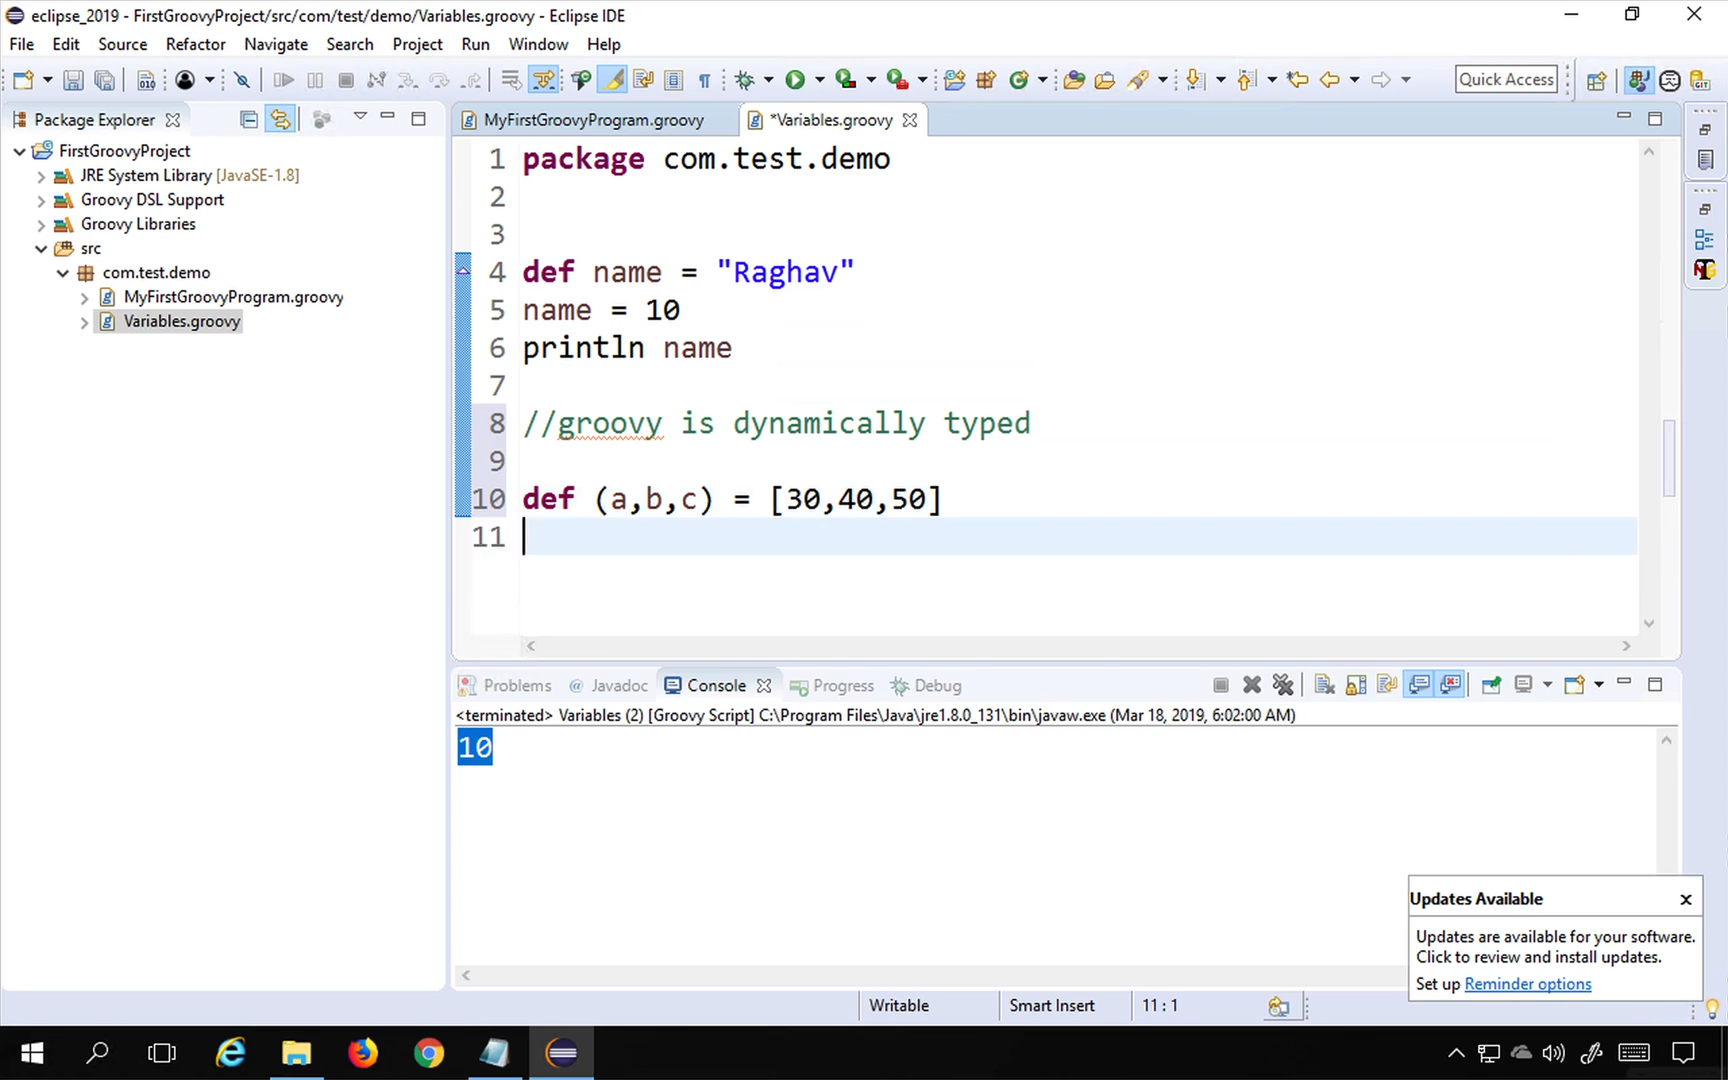 eclipse_2019 - FirstGroovyProject/src/com/test/demo/Variables.groovy - Eclipse IDE
File Edit Source Refactor Navigate Search Project Run Window Help
Quick Access
Package Explorer
FirstGroovyProject
JRE System Library [JavaSE-1.8]
Groovy DSL Support
Groovy Libraries
src
com.test.demo
MyFirstGroovyProgram.groovy
Variables.groovy
MyFirstGroovyProgram.groovy *Variables.groovy
1 package com.test.demo
2
3
4 def name = "Raghav"
5 name = 10
6 println name
7
8 //groovy is dynamically typed
9
10 def (a,b,c) = [30,40,50]
11
Problems @ Javadoc Console Progress Debug
<terminated> Variables (2) [Groovy Script] C:\Program Files\Java\jre1.8.0_131\bin\javaw.exe (Mar 18, 2019, 6:02:00 AM)
10
Updates Available
Updates are available for your software.
Click to review and install updates.
Set up Reminder options
Writable Smart Insert 11 : 1